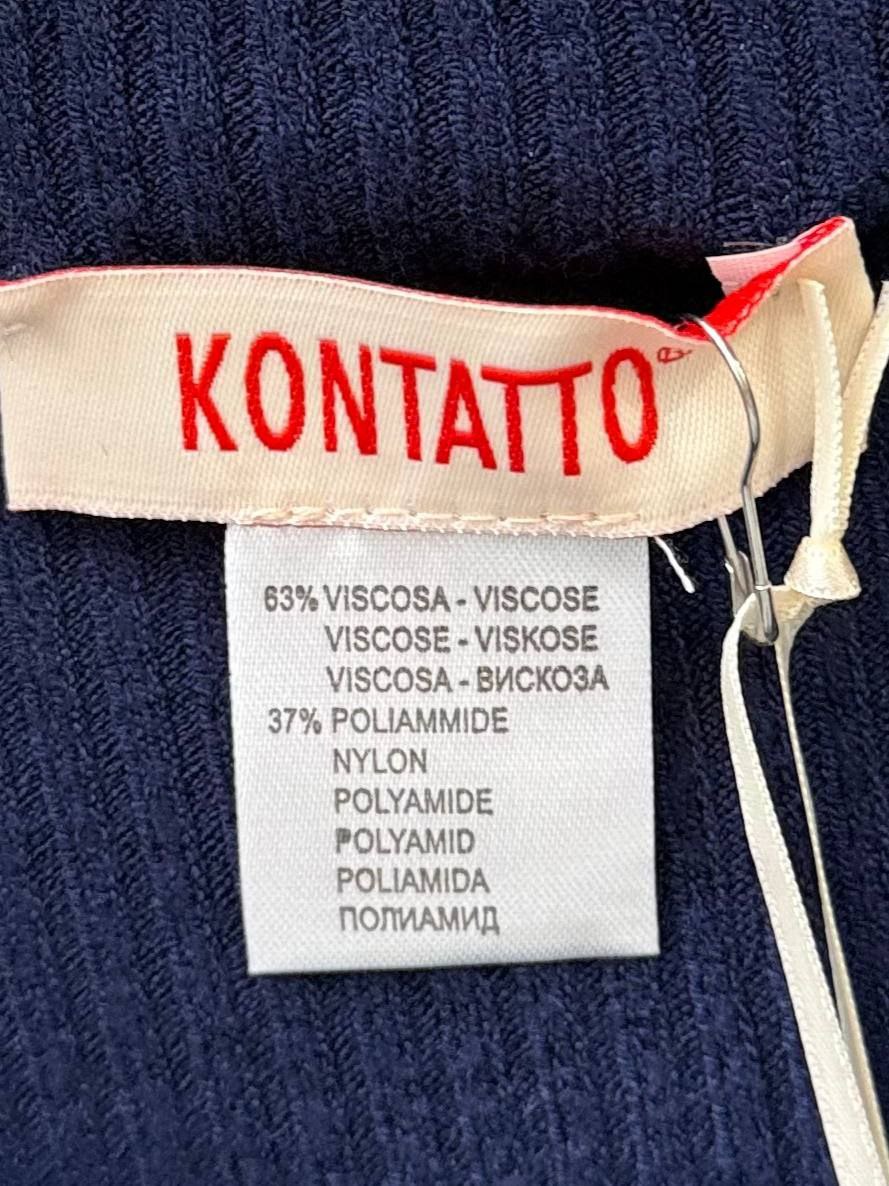 KONTATTO®
63% VISCOSA - VISCOSE
VISCOSE - VISKOSE
VISCOSA - ВИСКОЗА
37% POLIAMMIDE
NYLON
POLYAMIDE
POLYAMID
POLIAMIDA
ПОЛИАМИД